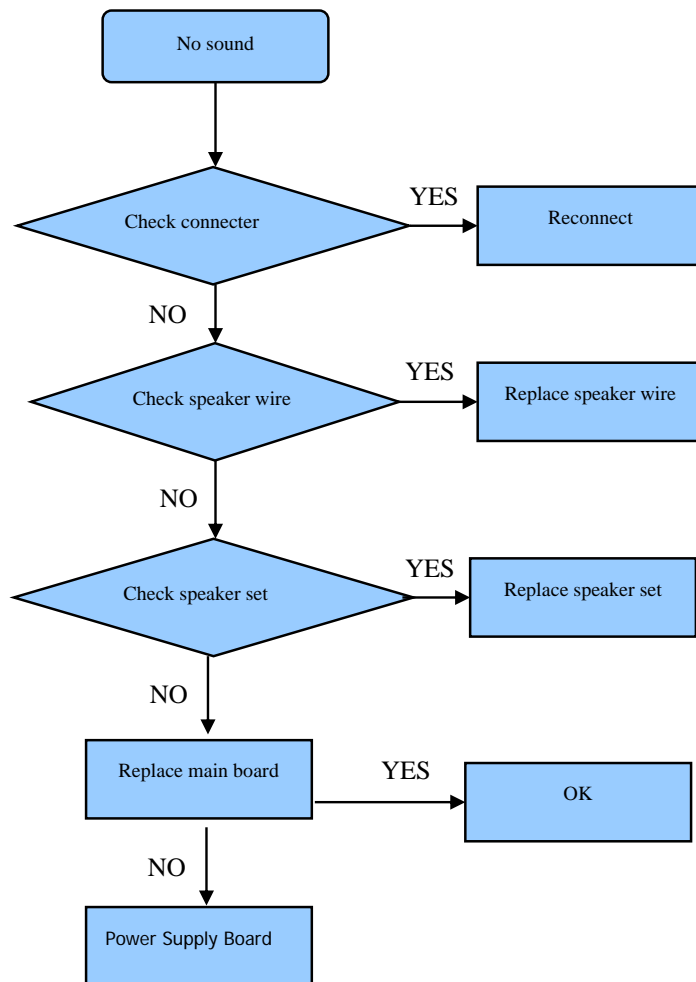 No sound
Check connecter
YES
Reconnect
NO
Check speaker wire
YES
Replace speaker wire
NO
Check speaker set
YES
Replace speaker set
NO
Replace main board
YES
OK
NO
Power Supply Board